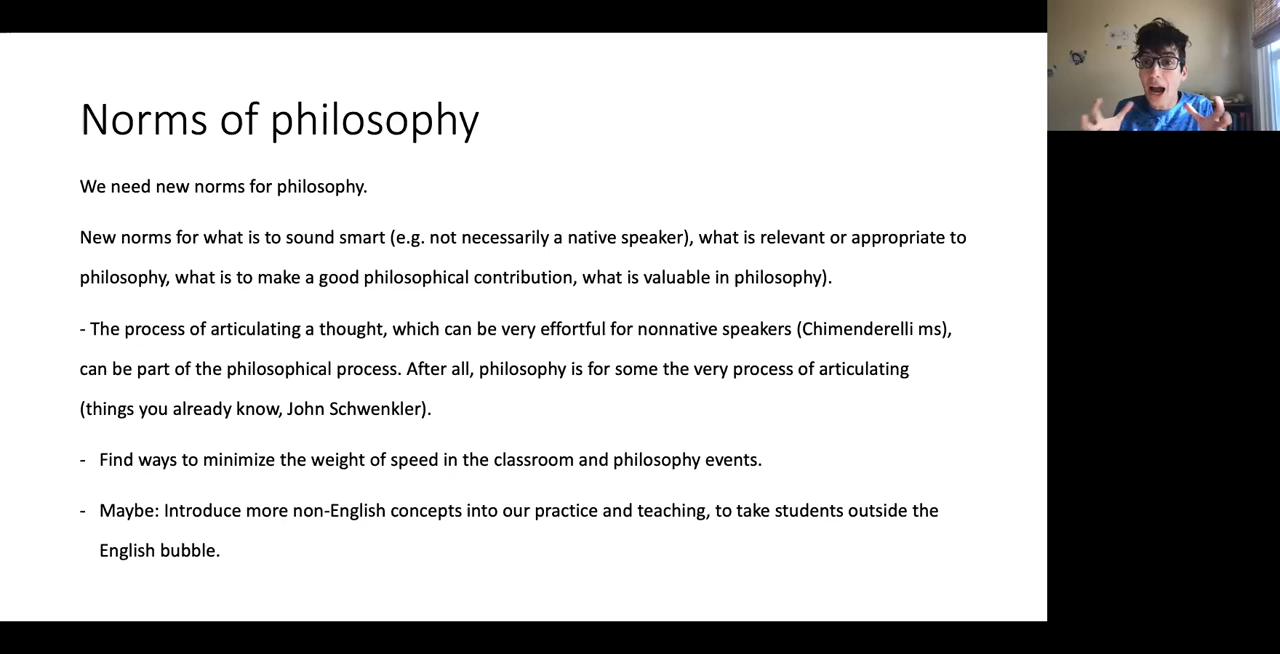 Norms of philosophy
We need new norms for philosophy.
New norms for what is to sound smart (e.g. not necessarily a native speaker), what is relevant or appropriate to
philosophy, what is to make a good philosophical contribution, what is valuable in philosophy).
- The process of articulating a thought, which can be very effortful for nonnative speakers (Chimenderelli ms),
can be part of the philosophical process. After all, philosophy is for some the very process of articulating
(things you already know, John Schwenkler).
- Find ways to minimize the weight of speed in the classroom and philosophy events.
- Maybe: Introduce more non-English concepts into our practice and teaching, to take students outside the
English bubble.